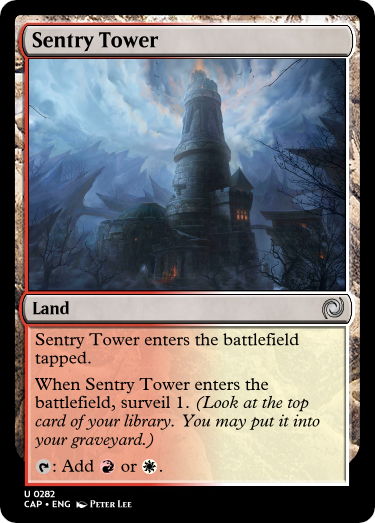 Sentry Tower
Land
Sentry Tower enters the battlefield
tapped.
When Sentry Tower enters the
battlefield, surveil 1. (Look at the top
card of your library. You may put it into
your graveyard.)
: Add or .
U 0282
CAP • ENG PETER LEE